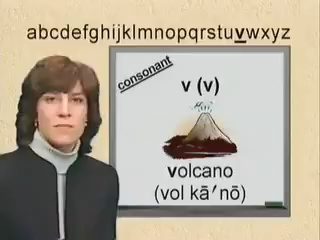 abcdefghijklmnopqrstuvwxyz
consonant
v (v)
volcano
(vol kā′nō)